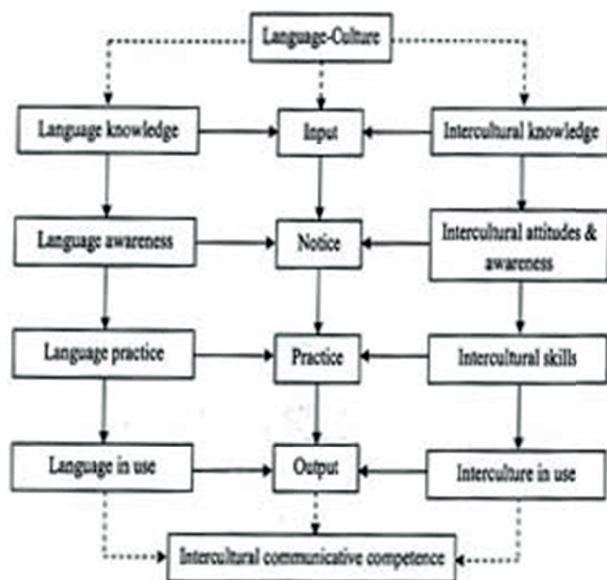 Language-Culture
Language knowledge
Input
Intercultural knowledge
Language awareness
Notice
Intercultural attitudes &
awareness
Language practice
Practice
Intercultural skills
Language in use
Output
Interculture in use
Intercultural communicative competence